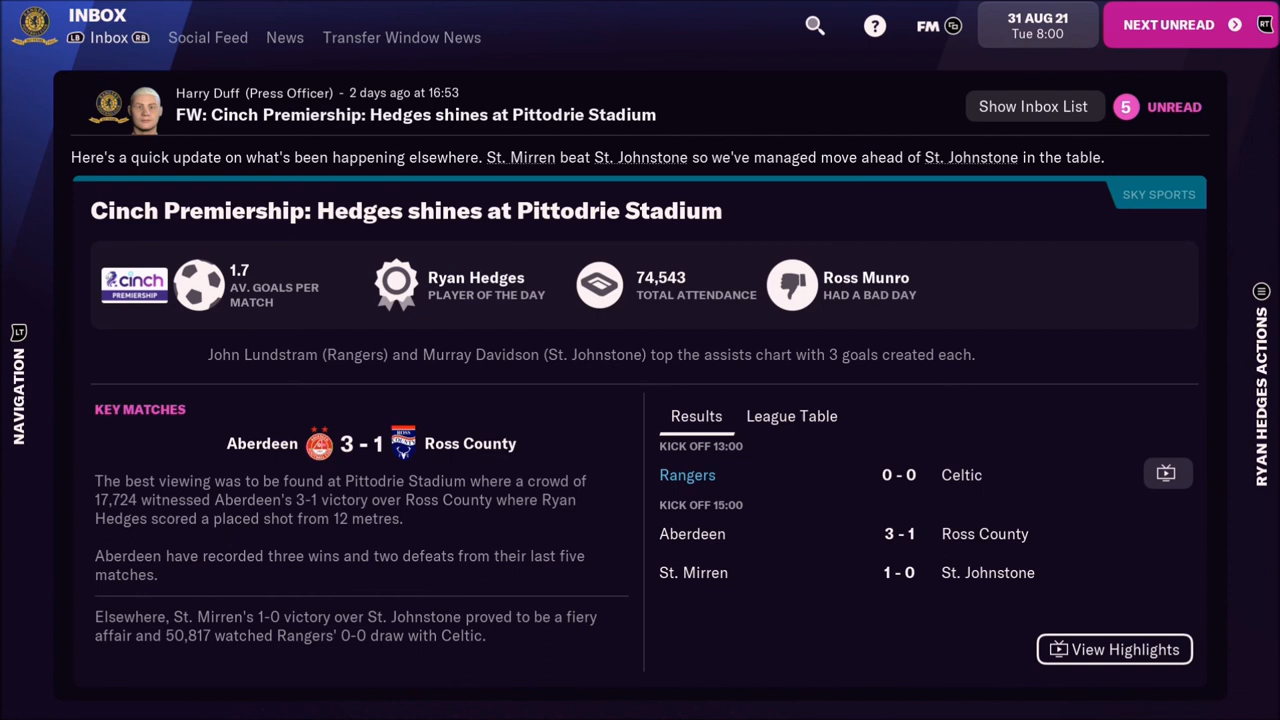 INBOX
LB Inbox RB Social Feed News Transfer Window News
FM
31 AUG 21
Tue 8:00
NEXT UNREAD
RT
Harry Duff (Press Officer) - 2 days ago at 16:53
FW: Cinch Premiership: Hedges shines at Pittodrie Stadium
Show Inbox List
5 UNREAD
Here's a quick update on what's been happening elsewhere. St. Mirren beat St. Johnstone so we've managed move ahead of St. Johnstone in the table.
SKY SPORTS
Cinch Premiership: Hedges shines at Pittodrie Stadium
cinch
PREMIERSHIP
1.7
AV. GOALS PER
MATCH
Ryan Hedges
PLAYER OF THE DAY
74,543
TOTAL ATTENDANCE
Ross Munro
HAD A BAD DAY
John Lundstram (Rangers) and Murray Davidson (St. Johnstone) top the assists chart with 3 goals created each.
KEY MATCHES
Aberdeen 3 - 1 Ross County
The best viewing was to be found at Pittodrie Stadium where a crowd of
17,724 witnessed Aberdeen's 3-1 victory over Ross County where Ryan
Hedges scored a placed shot from 12 metres.
Aberdeen have recorded three wins and two defeats from their last five
matches.
Elsewhere, St. Mirren's 1-0 victory over St. Johnstone proved to be a fiery
affair and 50,817 watched Rangers' 0-0 draw with Celtic.
Results League Table
KICK OFF 13:00
Rangers 0 - 0 Celtic
KICK OFF 15:00
Aberdeen 3 - 1 Ross County
St. Mirren 1 - 0 St. Johnstone
View Highlights
LT
NAVIGATION
RYAN HEDGES ACTIONS